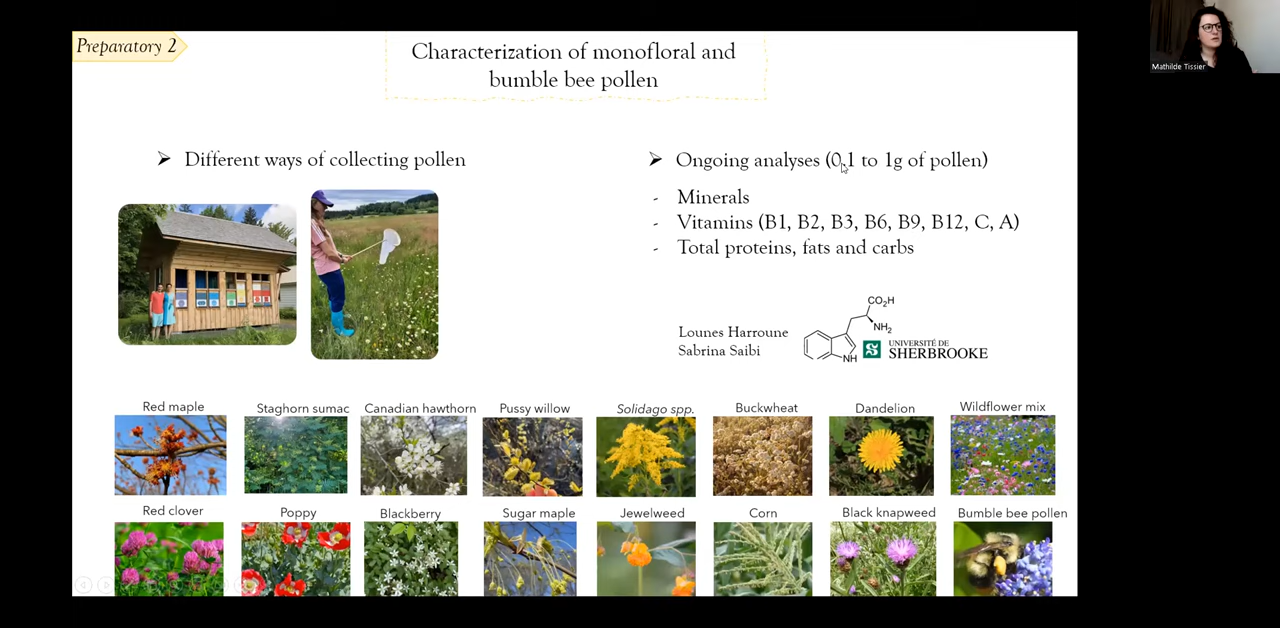 Preparatory 2
Characterization of monofloral and
bumble bee pollen
Mathilde Tissier
Different ways of collecting pollen
Ongoing analyses (0.1 to 1g of pollen)
- Minerals
- Vitamins (B1, B2, B3, B6, B9, B12, C, A)
- Total proteins, fats and carbs
Lounes Harroune
Sabrina Saibi
CO₂H
NH₂
NH
S
UNIVERSITÉ DE
SHERBROOKE
Red maple
Staghorn sumac
Canadian hawthorn
Pussy willow
Solidago spp.
Buckwheat
Dandelion
Wildflower mix
Red clover
Poppy
Blackberry
Sugar maple
Jewelweed
Corn
Black knapweed
Bumble bee pollen